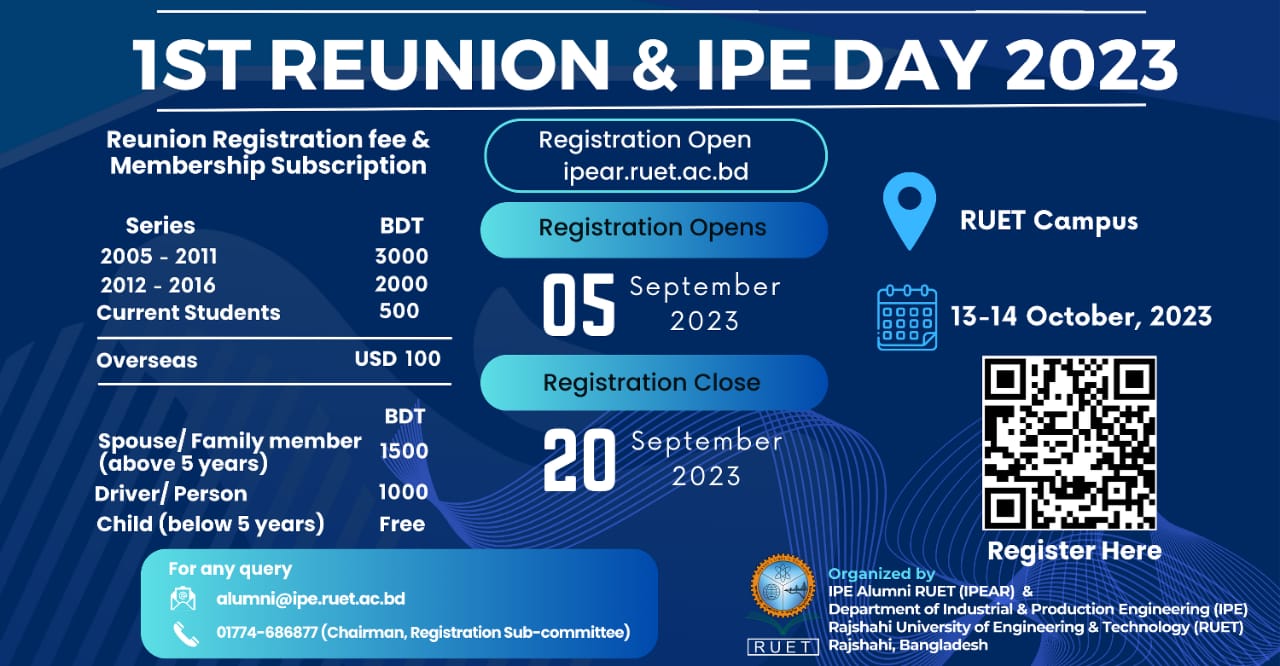 1ST REUNION & IPE DAY 2023
Reunion Registration fee &
Membership Subscription
Series BDT
2005 - 2011 3000
2012 - 2016 2000
Current Students 500
Overseas USD 100
BDT
Spouse/ Family member
(above 5 years) 1500
Driver/ Person 1000
Child (below 5 years) Free
For any query
alumni@ipe.ruet.ac.bd
01774-686877 (Chairman, Registration Sub-committee)
Registration Open
ipear.ruet.ac.bd
Registration Opens
05 September
2023
Registration Close
20 September
2023
RUET Campus
13-14 October, 2023
Register Here
RUET
Organized by
IPE Alumni RUET (IPEAR) &
Department of Industrial & Production Engineering (IPE)
Rajshahi University of Engineering & Technology (RUET)
Rajshahi, Bangladesh